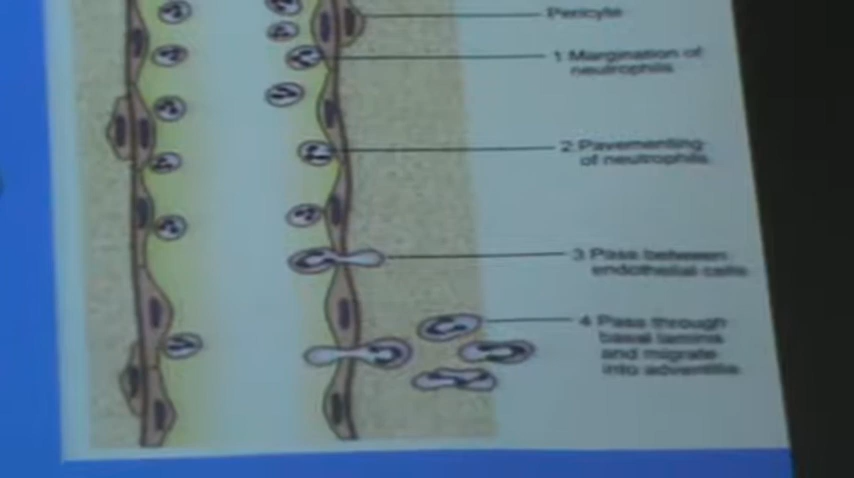 Pericyte
1 Margination of
neutrophils
2 Pavementing
of neutrophils
3 Pass between
endothelial cells
4 Pass through
basal lamina
and migrate
into adventitia